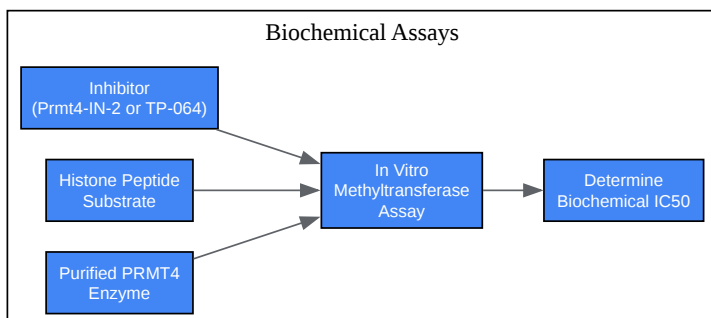 Biochemical Assays
Inhibitor
(Prmt4-IN-2 or TP-064)
Histone Peptide
Substrate
Purified PRMT4
Enzyme
In Vitro
Methyltransferase
Assay
Determine
Biochemical IC50